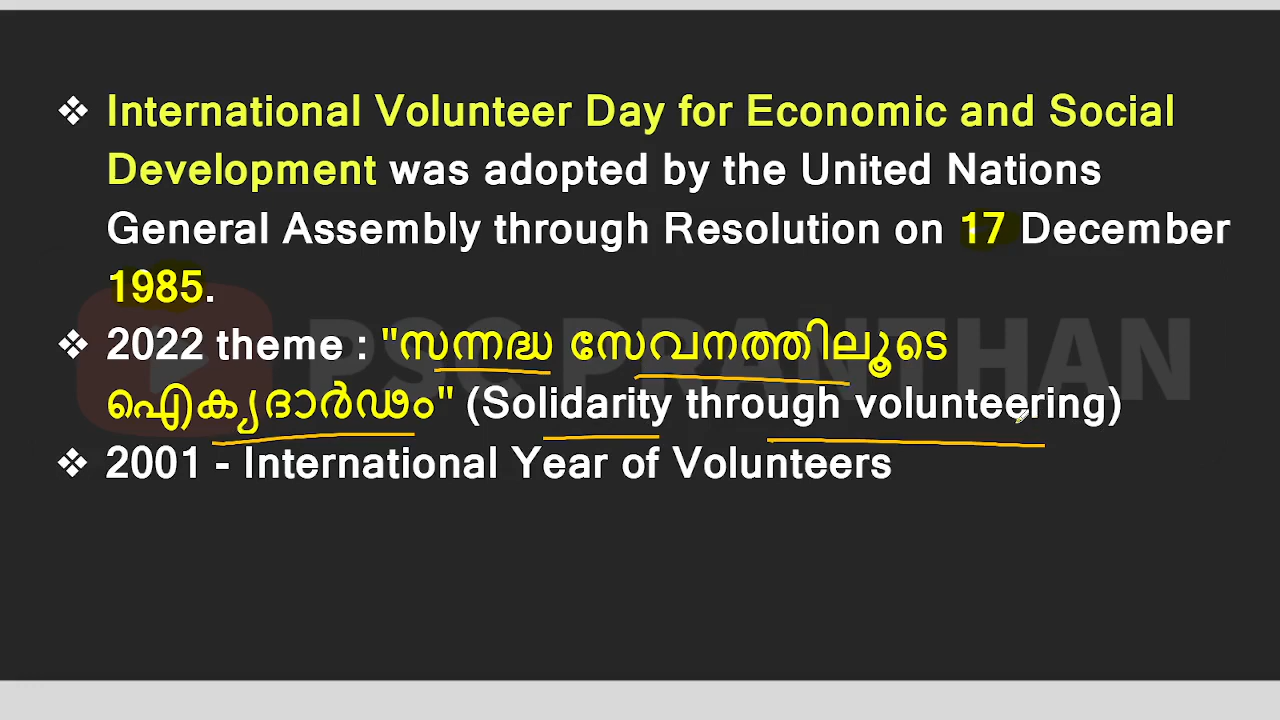 ❖ International Volunteer Day for Economic and Social
Development was adopted by the United Nations
General Assembly through Resolution on 17 December
1985.
❖ 2022 theme : "സന്നദ്ധ സേവനത്തിലൂടെ
ഐക്യദാർഢ്യം" (Solidarity through volunteering)
❖ 2001 - International Year of Volunteers
PSC PRANTHAN